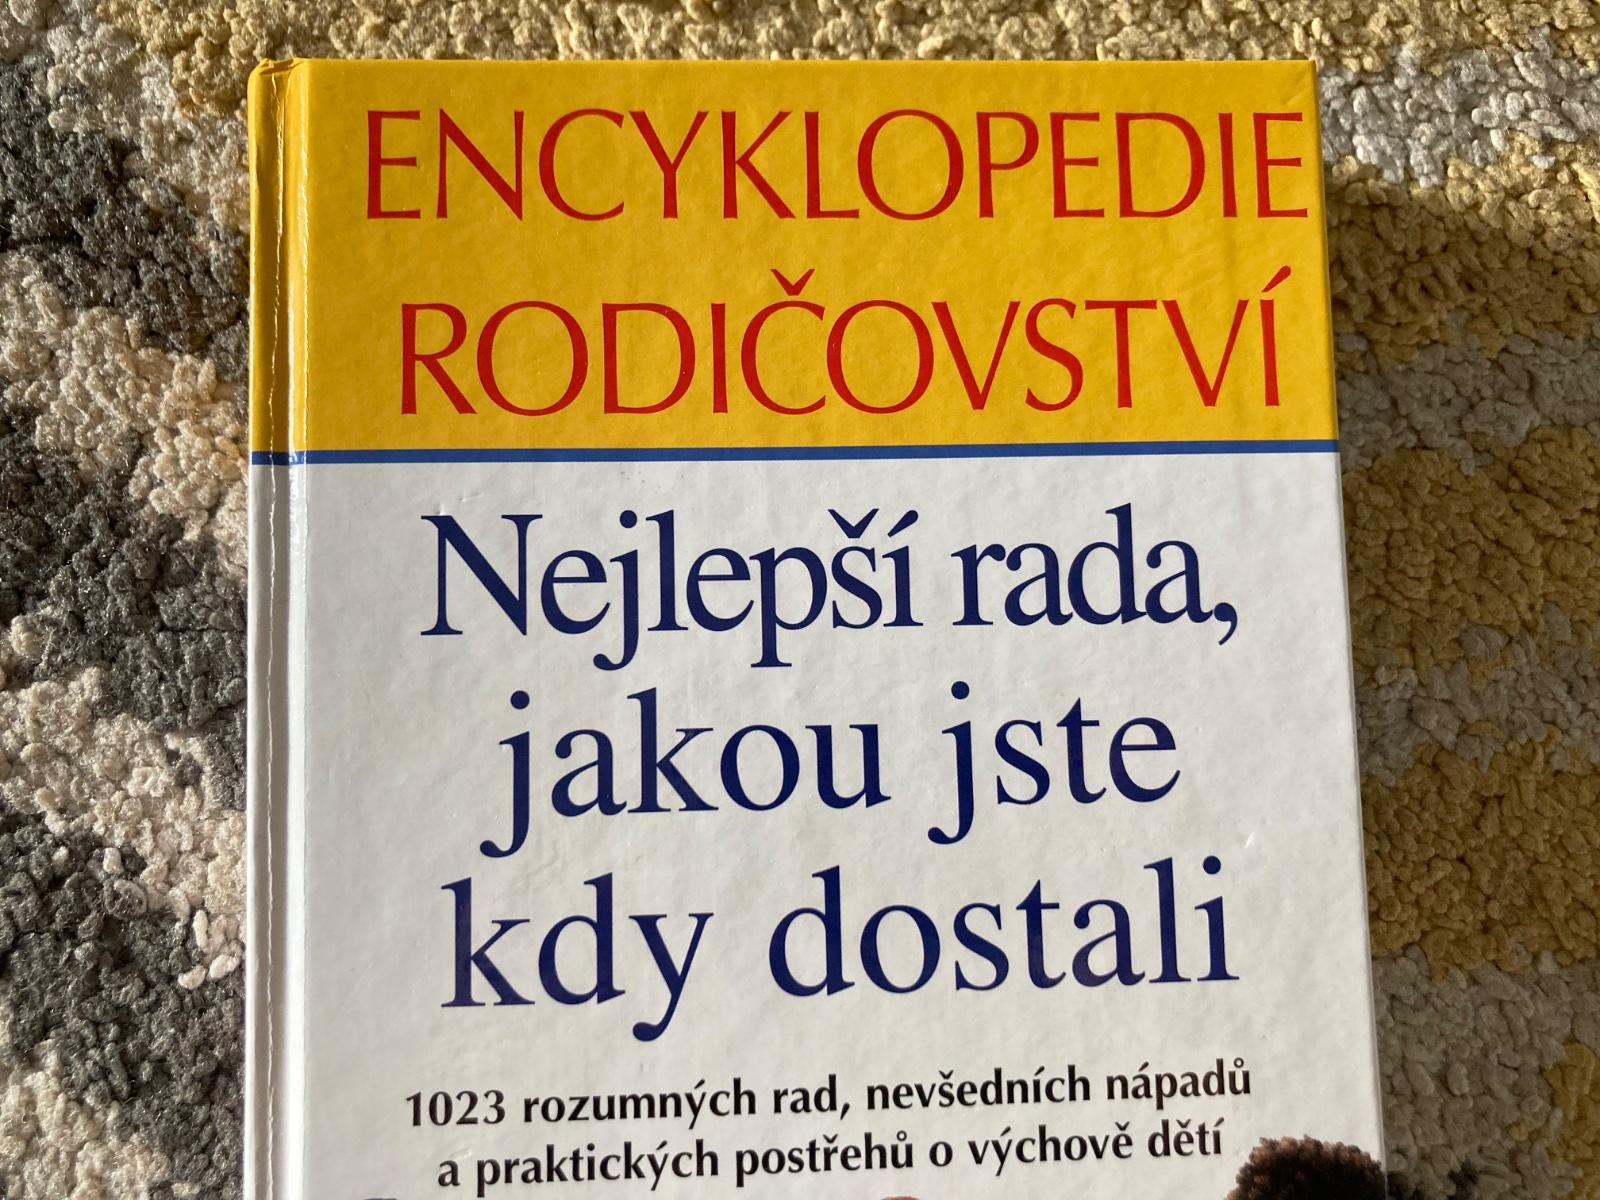 ENCYKLOPEDIE
RODIČOVSTVÍ
Nejlepší rada,
jakou jste
kdy dostali
1023 rozumných rad, nevšedních nápadů
a praktických postřehů o výchově dětí